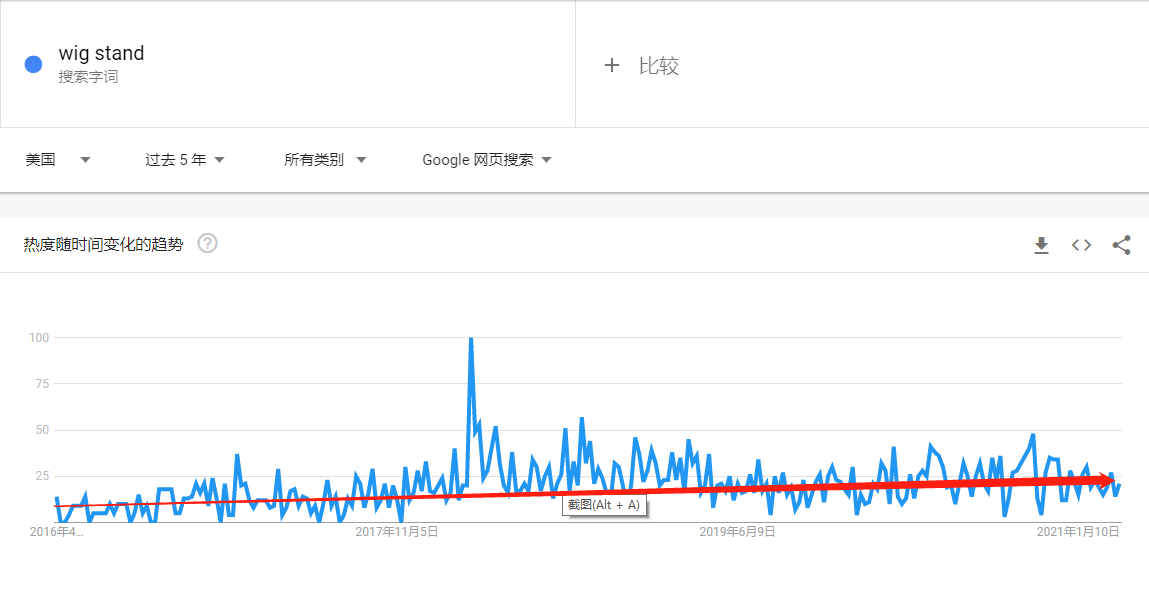 wig stand
搜索字词
比较
美国
过去 5 年
所有类别
Google 网页搜索
热度随时间变化的趋势
?
100
75
50
25
截图(Alt + A)
2016年4...
2017年11月5日
2019年6月9日
2021年1月10日